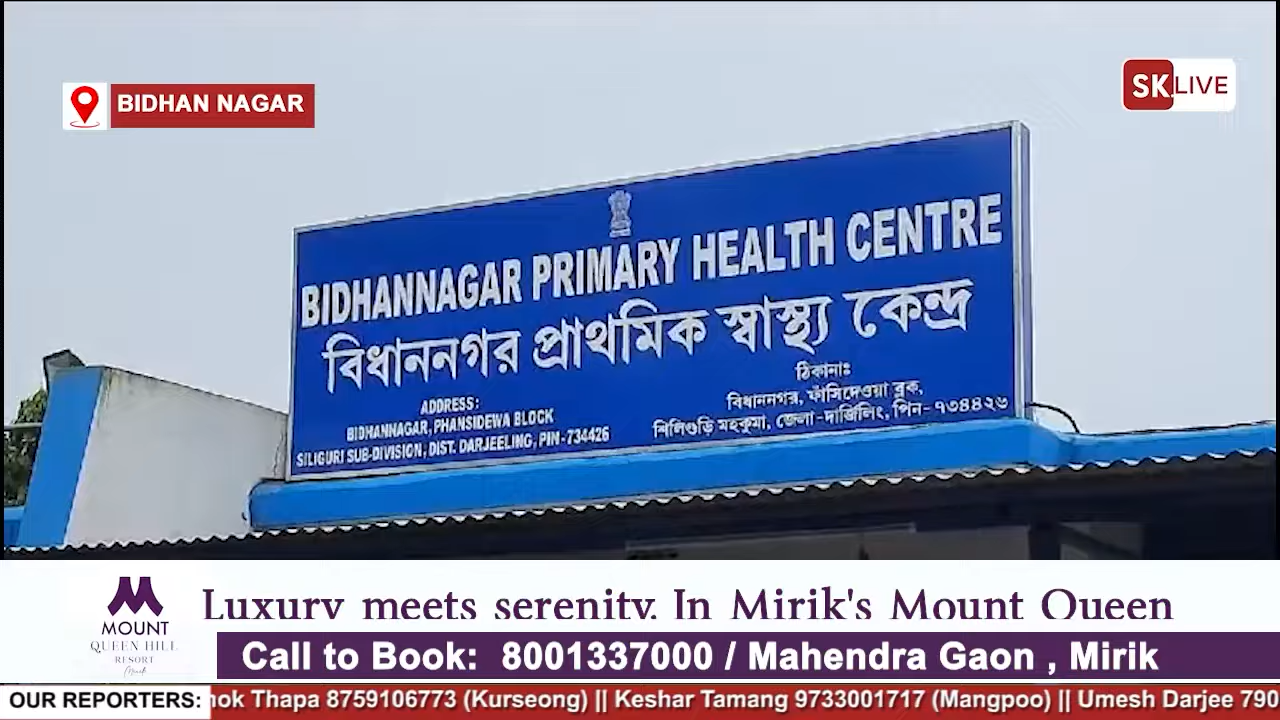 BIDHAN NAGAR
SK LIVE
BIDHANNAGAR PRIMARY HEALTH CENTRE
বিধাননগর প্রাথমিক স্বাস্থ্য কেন্দ্র
ADDRESS:
BIDHANNAGAR, PHANSIDEWA BLOCK
SILIGURI SUB-DIVISION, DIST. DARJEELING, PIN-734426
ঠিকানাঃ
বিধাননগর, ফাঁসিদেওয়া ব্লক,
শিলিগুড়ি মহকুমা, জেলা-দার্জিলিং, পিন-৭৩৪৪২৬
MOUNT
QUEEN HILL
RESORT
Mirik
Luxury meets serenity. In Mirik's Mount Queen
Call to Book: 8001337000 / Mahendra Gaon , Mirik
OUR REPORTERS: Thapa 8759106773 (Kurseong) || Keshar Tamang 9733001717 (Mangpoo) || Umesh Darjee 790